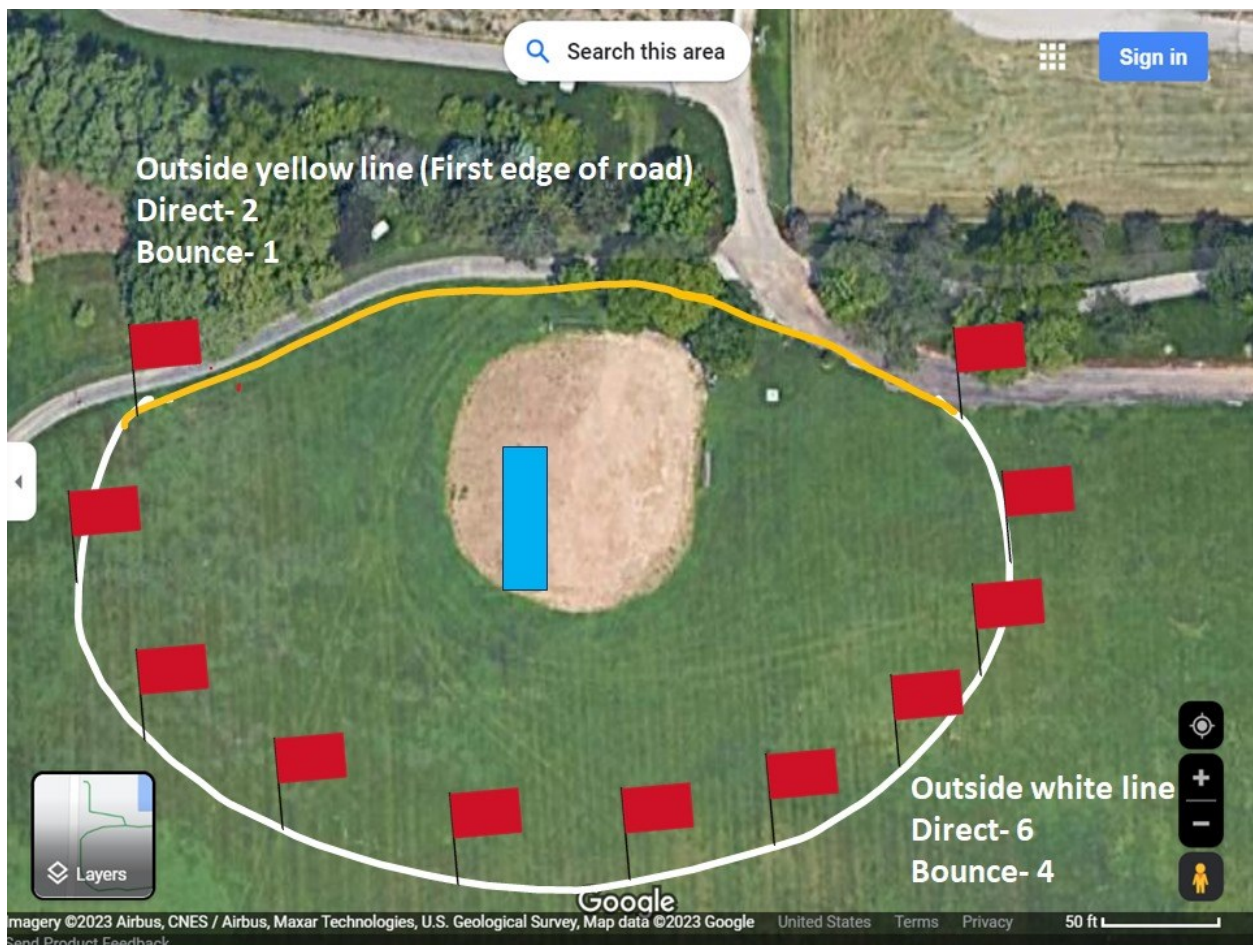 Search this area
Sign in
Outside yellow line (First edge of road)
Direct- 2
Bounce- 1
Outside white line
Direct- 6
Bounce- 4
+
−
Layers
Google
Imagery ©2023 Airbus, CNES / Airbus, Maxar Technologies, U.S. Geological Survey, Map data ©2023 Google United States Terms Privacy 50 ft
Send Product Feedback